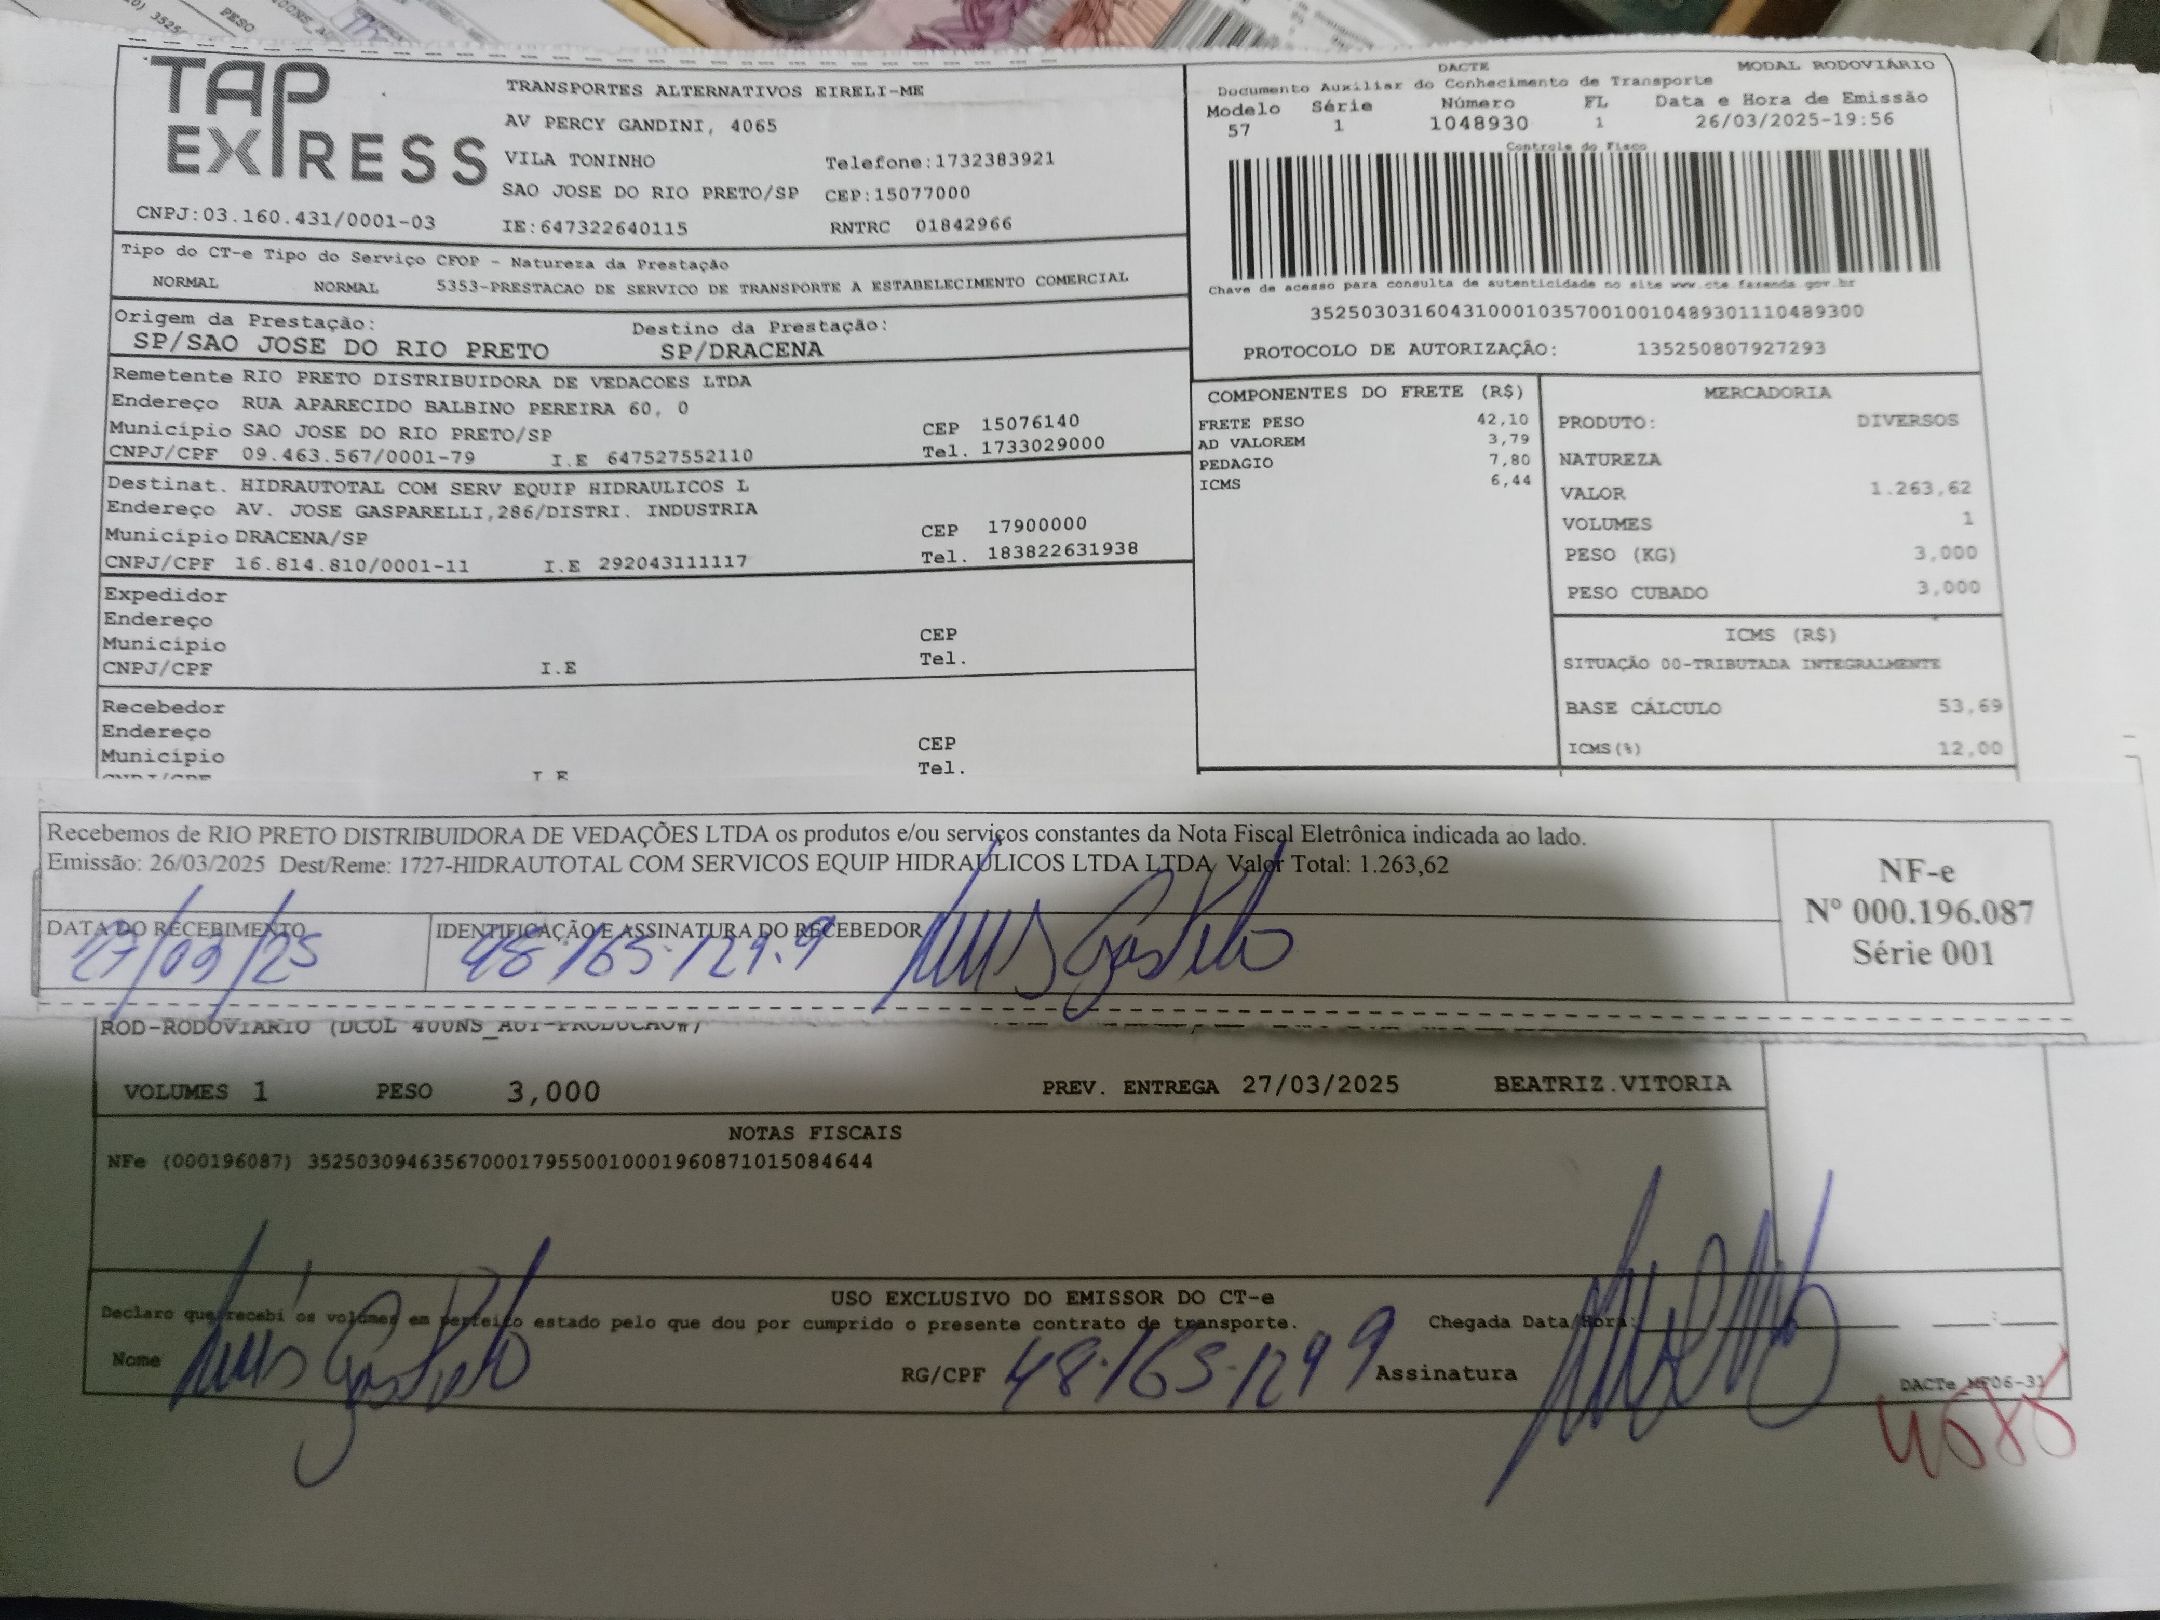 TAP
EXPRESS
TRANSPORTES ALTERNATIVOS EIRELI-ME
AV PERCY GANDINI, 4065
VILA TONINHO Telefone:1732383921
SAO JOSE DO RIO PRETO/SP CEP:15077000
CNPJ:03.160.431/0001-03 IE:647322640115 RNTRC 01842966
DACTE MODAL RODOVIÁRIO
Documento Auxiliar do Conhecimento de Transporte
Modelo Série Número FL Data e Hora de Emissão
57 1 1048930 1 26/03/2025-19:56
Controle do Fisco
Chave de acesso para consulta de autenticidade no site www.cte.fazenda.gov.br
35250303160431000103570010010489301110489300
PROTOCOLO DE AUTORIZAÇÃO: 135250807927293
Tipo do CT-e Tipo do Serviço CFOP - Natureza da Prestação
NORMAL NORMAL 5353-PRESTACAO DE SERVICO DE TRANSPORTE A ESTABELECIMENTO COMERCIAL
Origem da Prestação: Destino da Prestação:
SP/SAO JOSE DO RIO PRETO SP/DRACENA
Remetente RIO PRETO DISTRIBUIDORA DE VEDACOES LTDA
Endereço RUA APARECIDO BALBINO PEREIRA 60, 0
Município SAO JOSE DO RIO PRETO/SP CEP 15076140
CNPJ/CPF 09.463.567/0001-79 I.E 647527552110 Tel. 1733029000
Destinat. HIDRAUTOTAL COM SERV EQUIP HIDRAULICOS L
Endereço AV. JOSE GASPARELLI,286/DISTRI. INDUSTRIA
Município DRACENA/SP CEP 17900000
CNPJ/CPF 16.814.810/0001-11 I.E 292043111117 Tel. 183822631938
Expedidor
Endereço
Município CEP
CNPJ/CPF I.E Tel.
Recebedor
Endereço
Município CEP
CNPJ/CPF I.E Tel.
COMPONENTES DO FRETE (R$)
FRETE PESO 42,10
AD VALOREM 3,79
PEDAGIO 7,80
ICMS 6,44
MERCADORIA
PRODUTO: DIVERSOS
NATUREZA
VALOR 1.263,62
VOLUMES 1
PESO (KG) 3,000
PESO CUBADO 3,000
ICMS (R$)
SITUAÇÃO 00-TRIBUTADA INTEGRALMENTE
BASE CÁLCULO 53,69
ICMS(%) 12,00
Recebemos de RIO PRETO DISTRIBUIDORA DE VEDAÇÕES LTDA os produtos e/ou serviços constantes da Nota Fiscal Eletrônica indicada ao lado.
Emissão: 26/03/2025 Dest/Reme: 1727-HIDRAUTOTAL COM SERVICOS EQUIP HIDRAULICOS LTDA LTDA Valor Total: 1.263,62
DATA DO RECEBIMENTO IDENTIFICAÇÃO E ASSINATURA DO RECEBEDOR
27/03/25 48.165.129.9
NF-e
Nº 000.196.087
Série 001
ROD-RODOVIARIO
VOLUMES 1 PESO 3,000 PREV. ENTREGA 27/03/2025 BEATRIZ.VITORIA
NOTAS FISCAIS
NFe (000196087) 35250309463567000179550010001960871015084644
USO EXCLUSIVO DO EMISSOR DO CT-e
Declaro que recebi os volumes em perfeito estado pelo que dou por cumprido o presente contrato de transporte. Chegada Data/Hora:
Nome RG/CPF 48.165.129 9 Assinatura